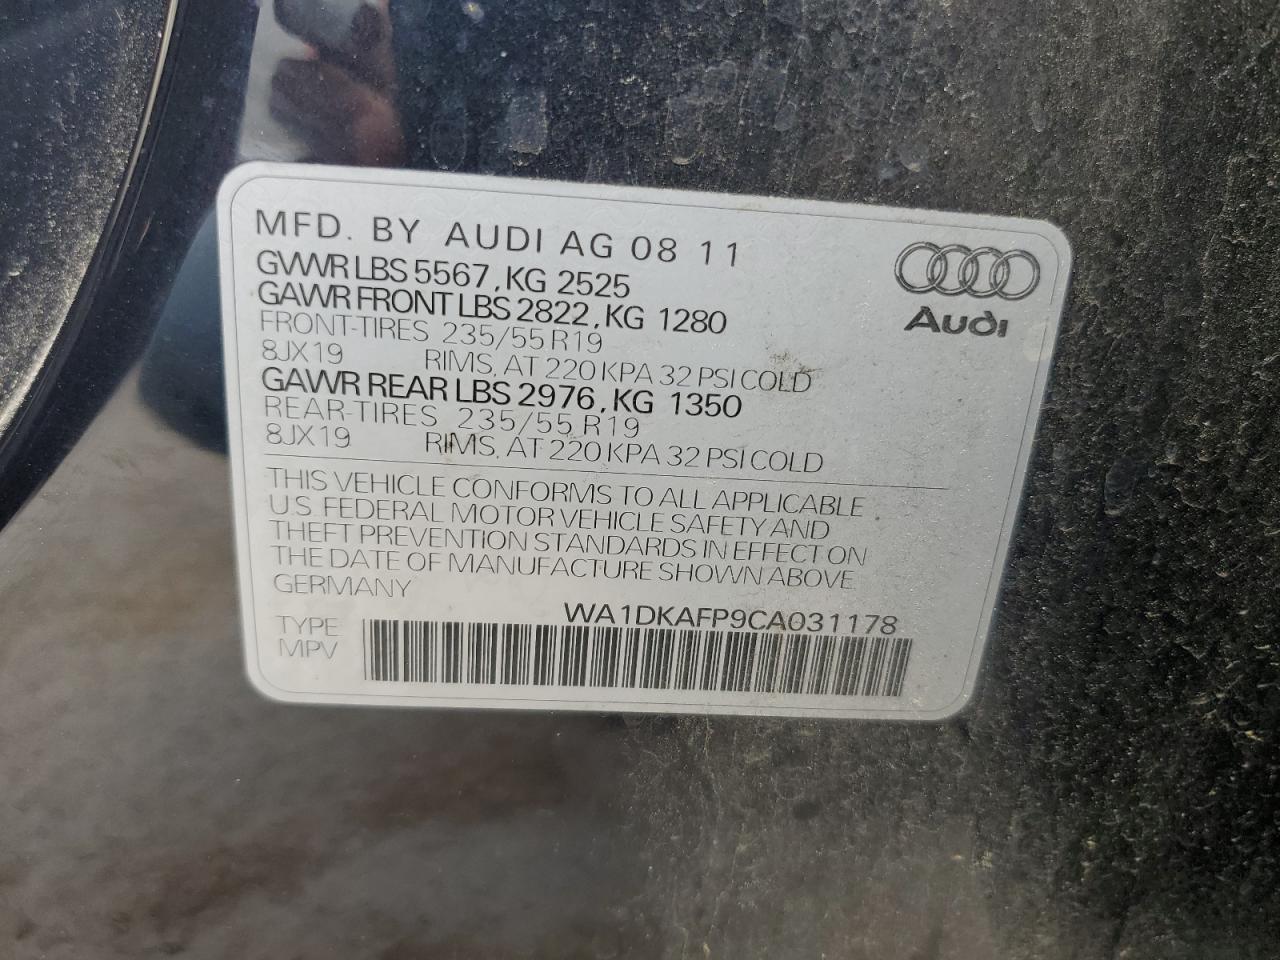 MFD. BY AUDI AG 08 11
Audi
GVWR LBS 5567, KG 2525
GAWR FRONT LBS 2822, KG 1280
FRONT-TIRES 235/55 R19
8JX19 RIMS, AT 220 KPA 32 PSI COLD
GAWR REAR LBS 2976, KG 1350
REAR-TIRES 235/55 R19
8JX19 RIMS, AT 220 KPA 32 PSI COLD
THIS VEHICLE CONFORMS TO ALL APPLICABLE
U.S. FEDERAL MOTOR VEHICLE SAFETY AND
THEFT PREVENTION STANDARDS IN EFFECT ON
THE DATE OF MANUFACTURE SHOWN ABOVE.
GERMANY
WA1DKAFP9CA031178
TYPE
MPV